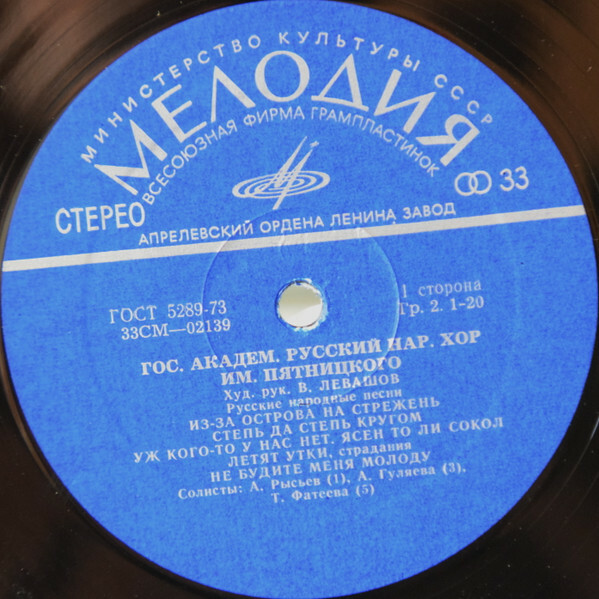 МИНИСТЕРСТВО КУЛЬТУРЫ СССР
МЕЛОДИЯ
ВСЕСОЮЗНАЯ ФИРМА ГРАМПЛАСТИНОК
СТЕРЕО
33
АПРЕЛЕВСКИЙ ОРДЕНА ЛЕНИНА ЗАВОД
ГОСТ 5289-73
33СМ—02139
1 сторона
Гр. 2. 1-20
ГОС. АКАДЕМ. РУССКИЙ НАР. ХОР
ИМ. ПЯТНИЦКОГО
Худ. рук. В. ЛЕВАШОВ
Русские народные песни
ИЗ-ЗА ОСТРОВА НА СТРЕЖЕНЬ
СТЕПЬ ДА СТЕПЬ КРУГОМ
УЖ КОГО-ТО У НАС НЕТ. ЯСЕН ТО ЛИ СОКОЛ
ЛЕТЯТ УТКИ, страдания
НЕ БУДИТЕ МЕНЯ МОЛОДУ
Солисты: А. Рысьев (1), А. Гуляева (3),
Т. Фатеева (5)